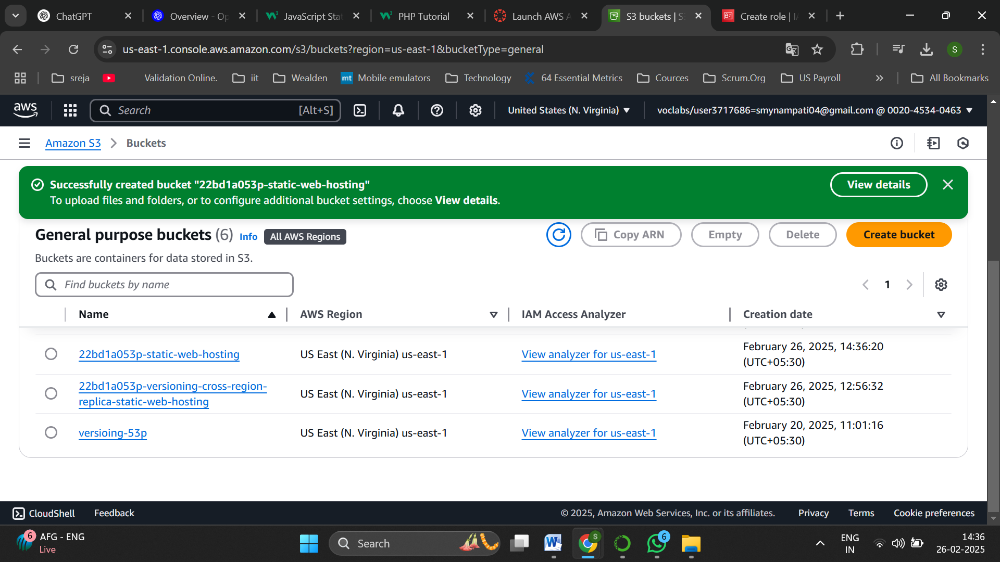 ChatGPT
Overview - Op
JavaScript Stat
PHP Tutorial
Launch AWS A
S3 buckets | S3
Create role | IA
us-east-1.console.aws.amazon.com/s3/buckets?region=us-east-1&bucketType=general
S
sreja
Validation Online.
iit
Wealden
mt
Mobile emulators
Technology
64 Essential Metrics
Cources
Scrum.Org
US Payroll
All Bookmarks
aws
Search
[Alt+S]
United States (N. Virginia)
voclabs/user3717686=smynampati04@gmail.com @ 0020-4534-0463
Amazon S3
Buckets
Successfully created bucket "22bd1a053p-static-web-hosting"
To upload files and folders, or to configure additional bucket settings, choose View details.
View details
General purpose buckets (6)
Info
All AWS Regions
Copy ARN
Empty
Delete
Create bucket
Buckets are containers for data stored in S3.
Find buckets by name
1
Name
AWS Region
IAM Access Analyzer
Creation date
22bd1a053p-static-web-hosting
US East (N. Virginia) us-east-1
View analyzer for us-east-1
February 26, 2025, 14:36:20
(UTC+05:30)
22bd1a053p-versioning-cross-region-
replica-static-web-hosting
US East (N. Virginia) us-east-1
View analyzer for us-east-1
February 26, 2025, 12:56:32
(UTC+05:30)
versioing-53p
US East (N. Virginia) us-east-1
View analyzer for us-east-1
February 20, 2025, 11:01:16
(UTC+05:30)
CloudShell
Feedback
© 2025, Amazon Web Services, Inc. or its affiliates.
Privacy
Terms
Cookie preferences
6
AFG - ENG
Live
Search
W
S
6
ENG
IN
14:36
26-02-2025